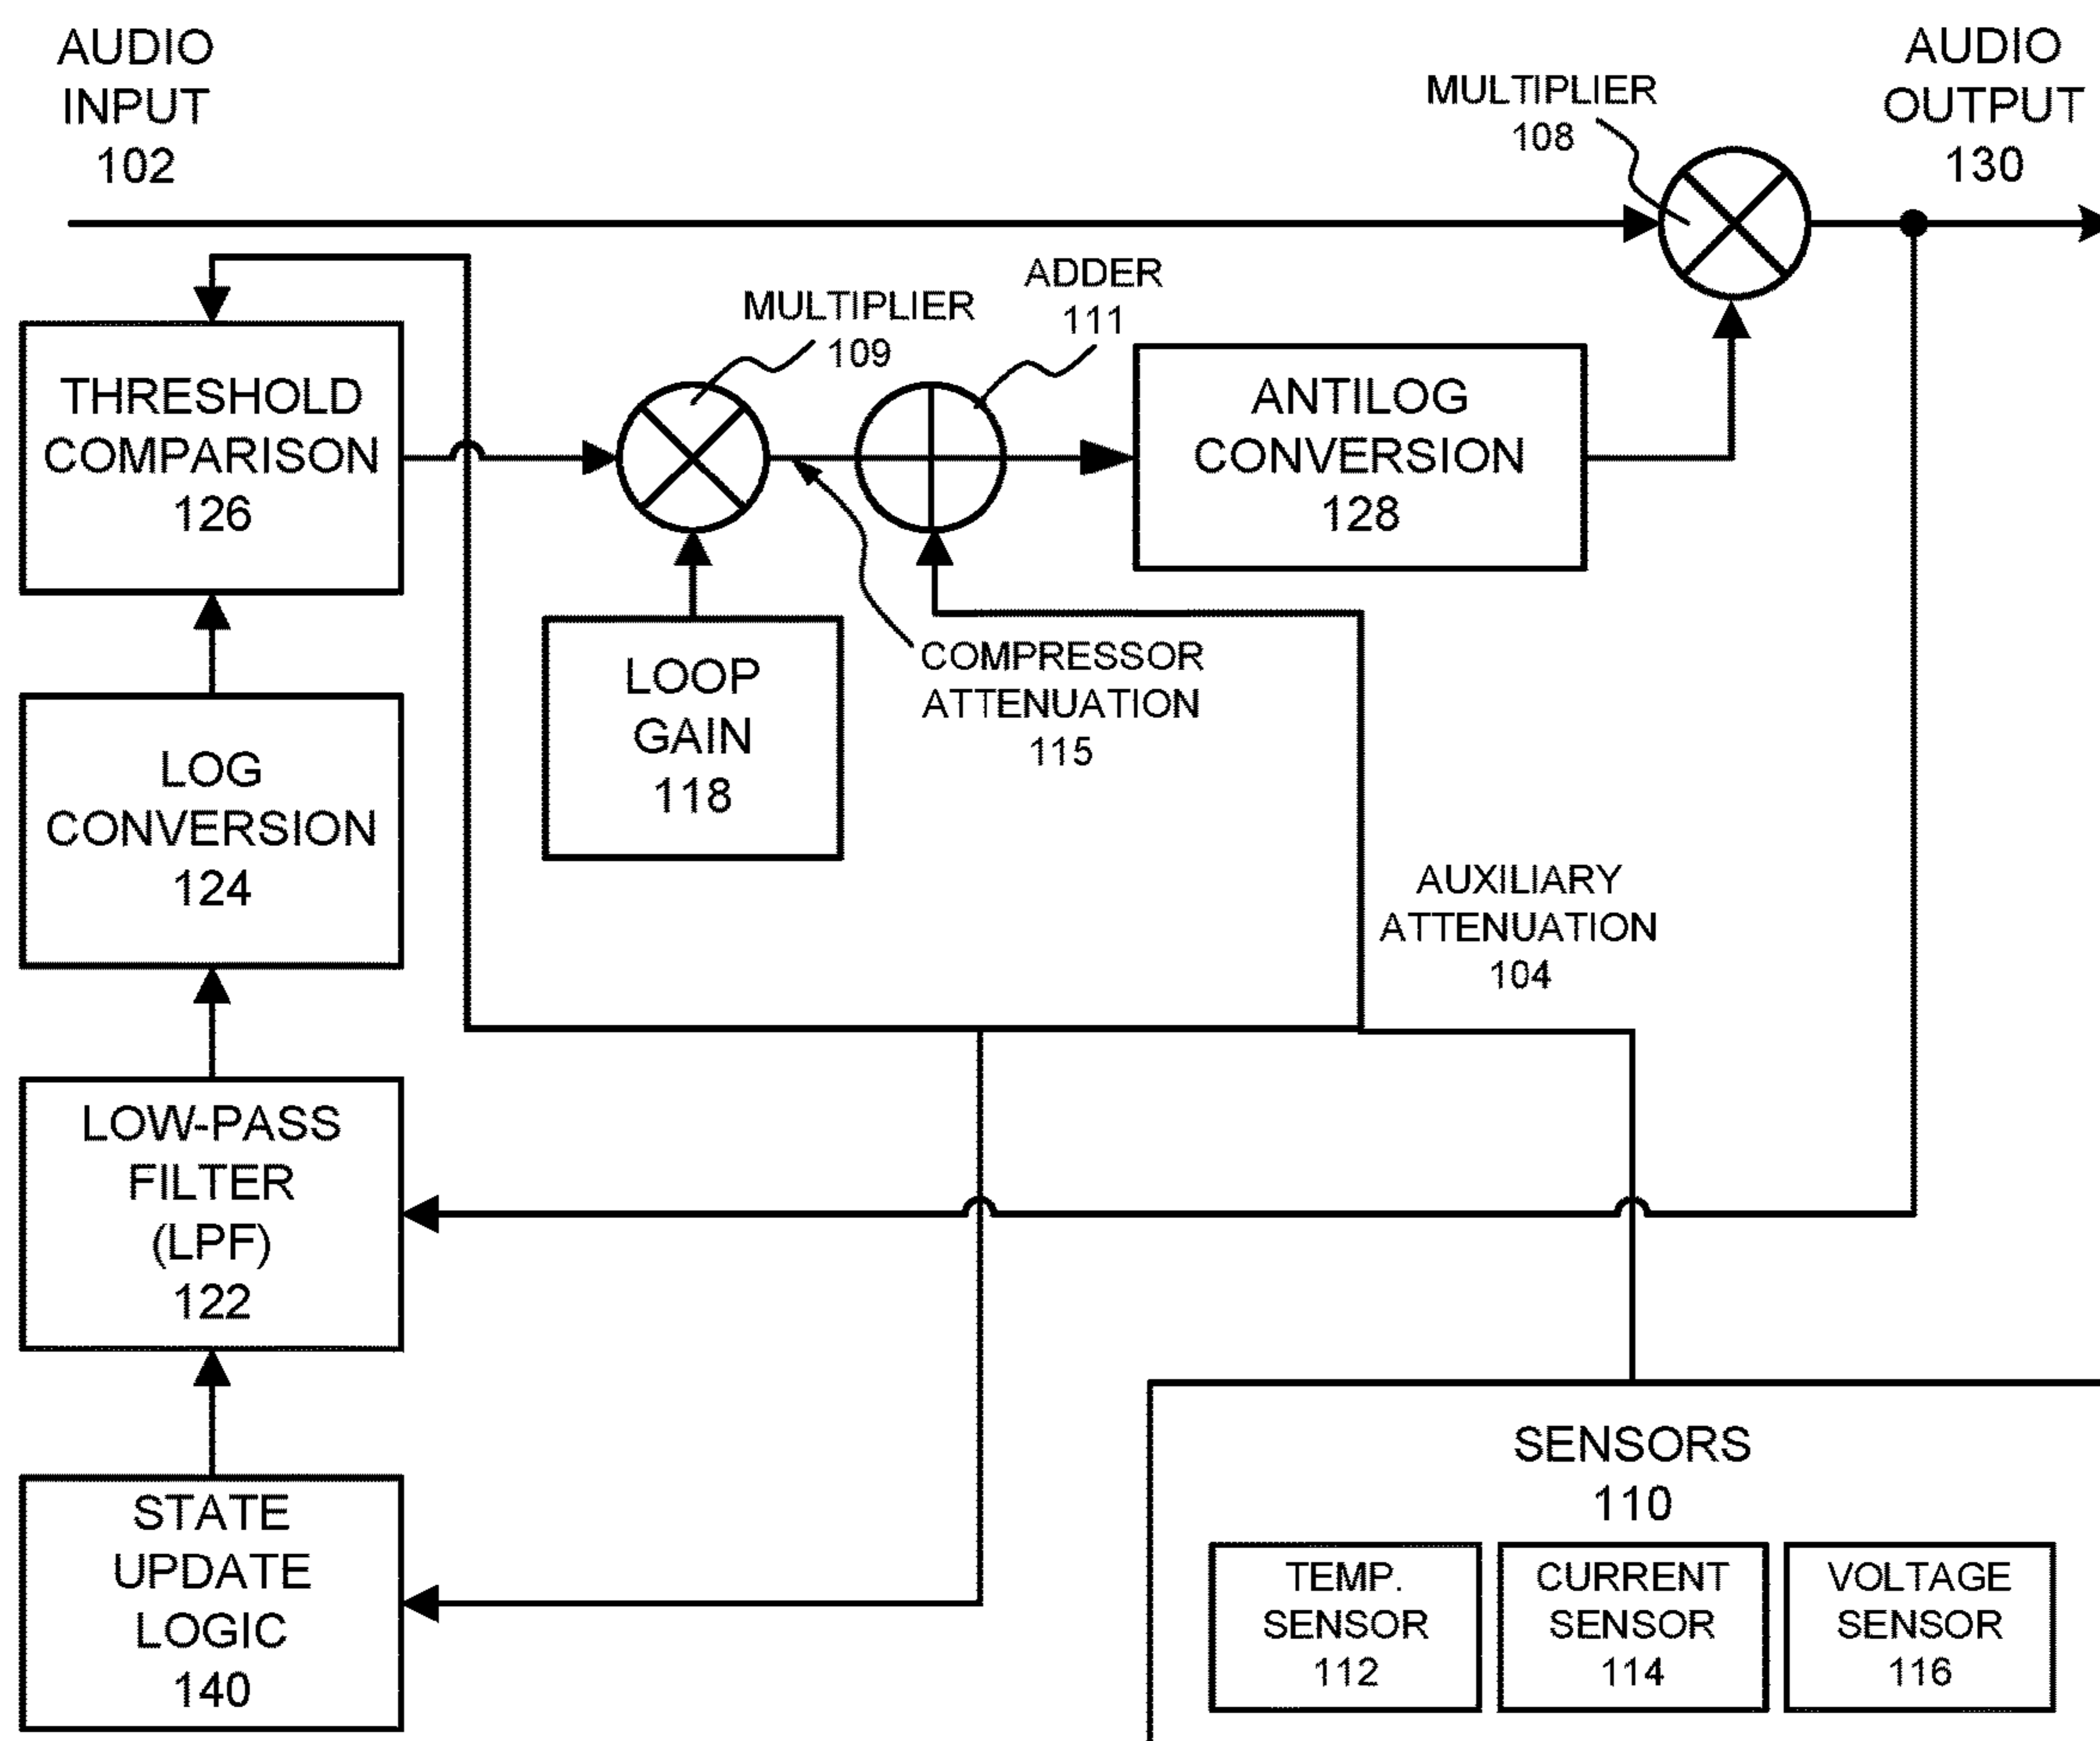 AUDIO
INPUT
102
MULTIPLIER
108
AUDIO
OUTPUT
130
THRESHOLD
COMPARISON
126
MULTIPLIER
109
ADDER
111
ANTILOG
CONVERSION
128
LOOP
GAIN
118
COMPRESSOR
ATTENUATION
115
LOG
CONVERSION
124
AUXILIARY
ATTENUATION
104
LOW-PASS
FILTER
(LPF)
122
STATE
UPDATE
LOGIC
140
SENSORS
110
TEMP.
SENSOR
112
CURRENT
SENSOR
114
VOLTAGE
SENSOR
116